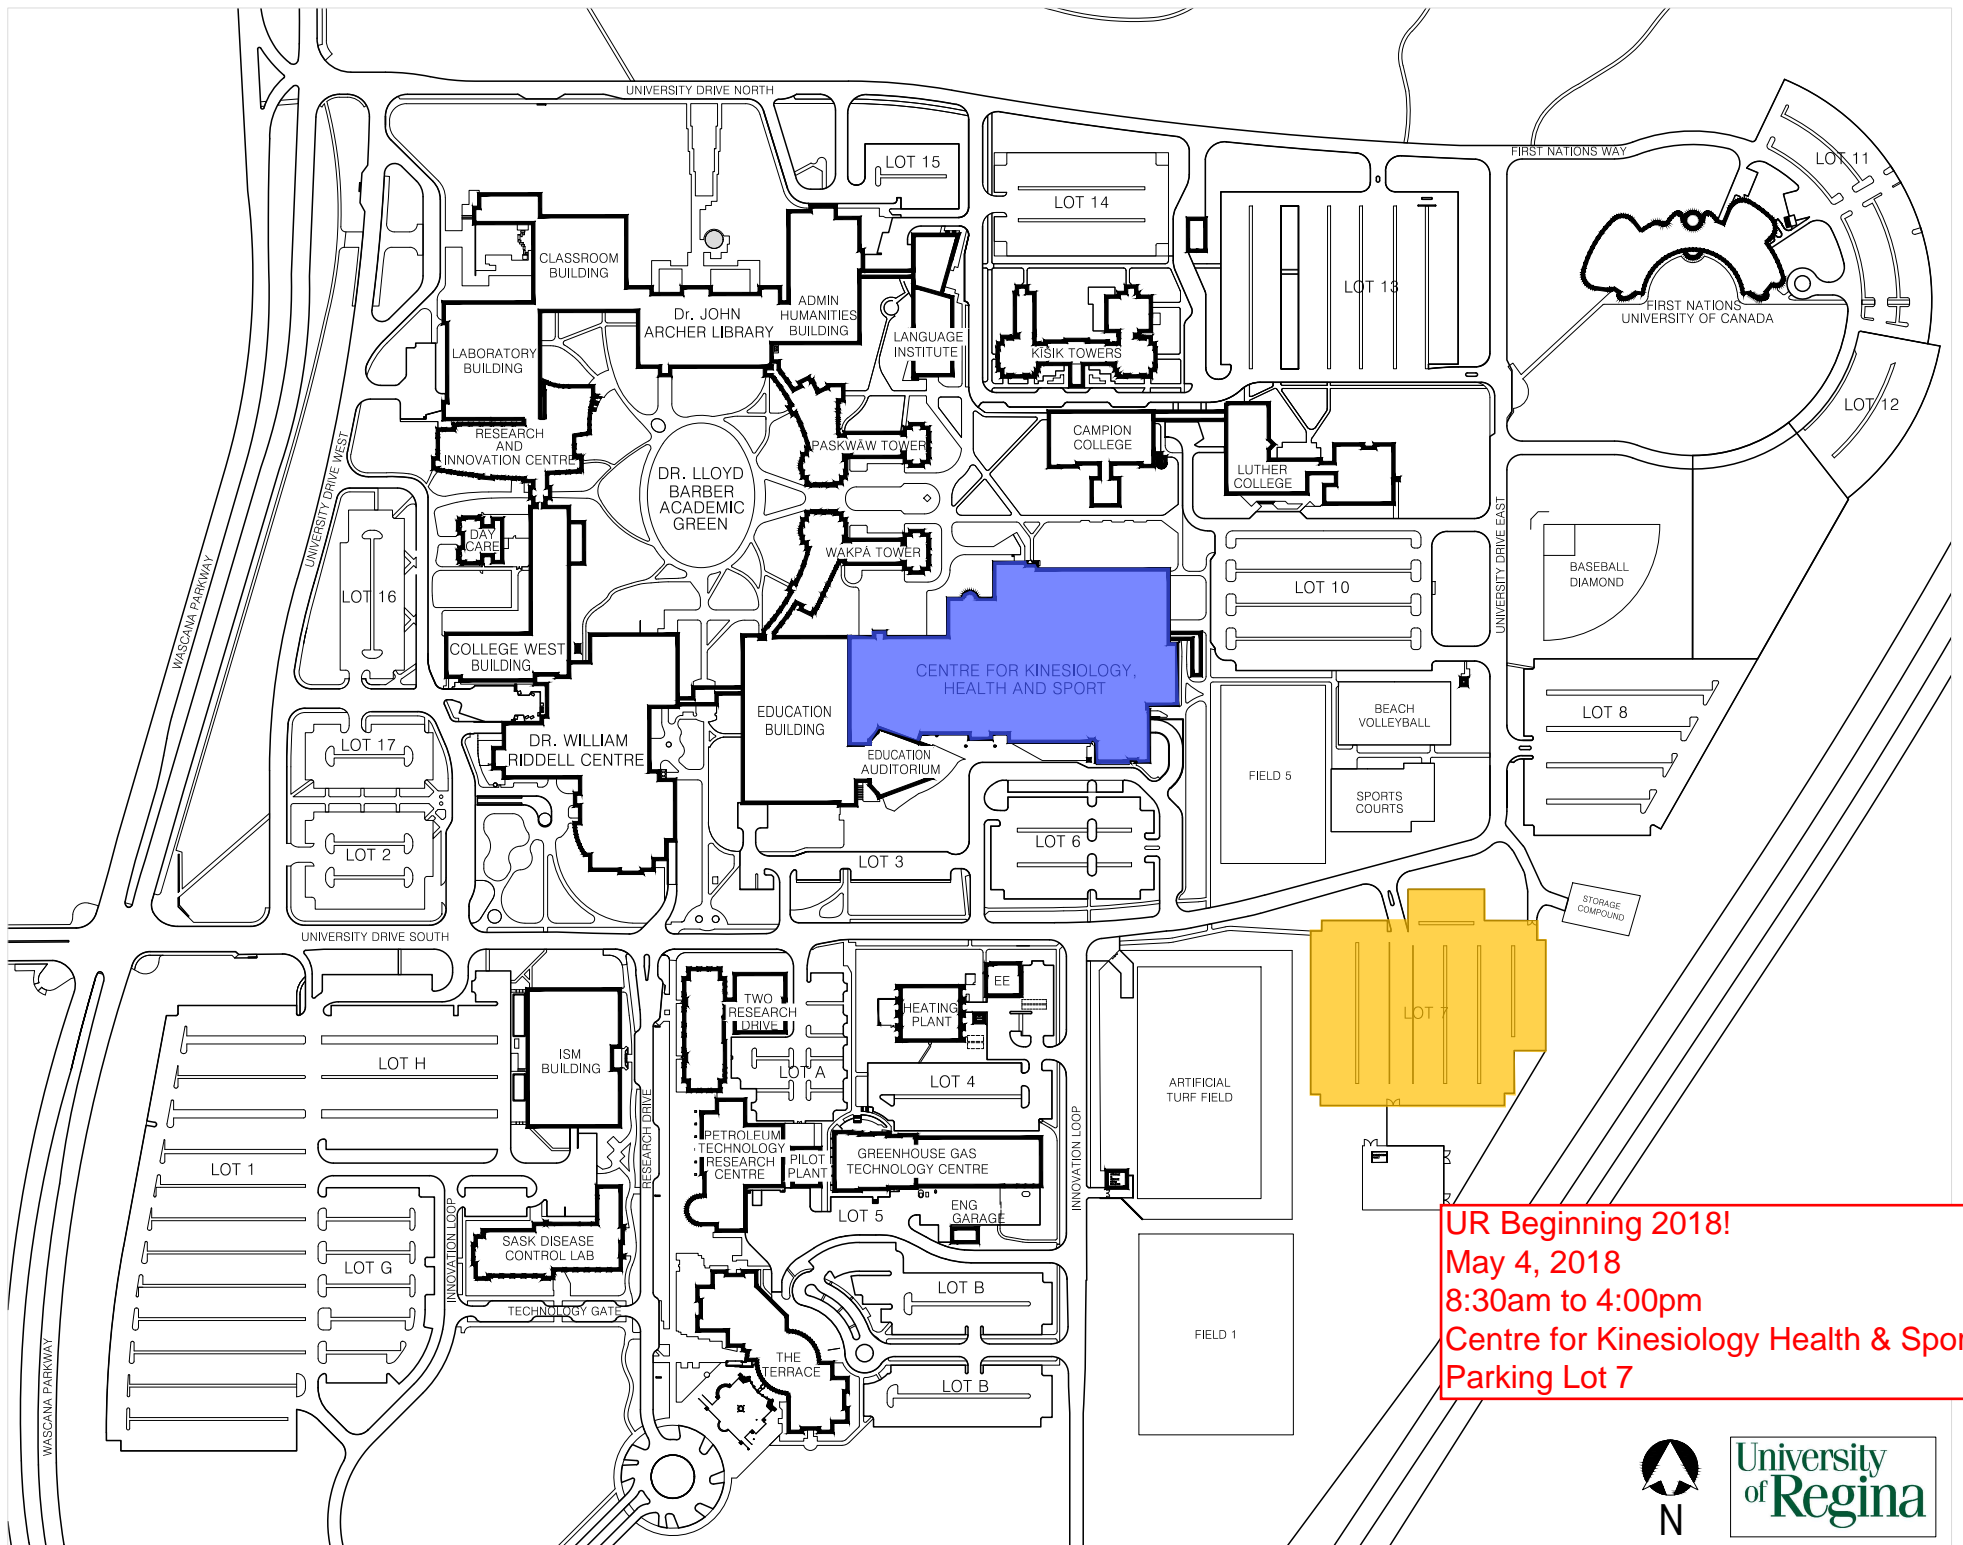 UNIVERSITY DRIVE NORTH
FIRST NATIONS WAY
LOT 11
LOT 15
LOT 14
CLASSROOM
BUILDING
LOT 13
FIRST NATIONS
UNIVERSITY OF CANADA
ADMIN
HUMANITIES
BUILDING
Dr. JOHN
ARCHER LIBRARY
LANGUAGE
INSTITUTE
KĪSIK TOWERS
LABORATORY
BUILDING
LOT 12
RESEARCH
AND
INNOVATION CENTRE
PASKWĀW TOWER
CAMPION
COLLEGE
LUTHER
COLLEGE
DR. LLOYD
BARBER
ACADEMIC
GREEN
UNIVERSITY DRIVE WEST
UNIVERSITY DRIVE EAST
DAY
CARE
WAKPĀ TOWER
BASEBALL
DIAMOND
LOT 10
LOT 16
WASCANA PARKWAY
COLLEGE WEST
BUILDING
CENTRE FOR KINESIOLOGY,
HEALTH AND SPORT
EDUCATION
BUILDING
BEACH
VOLLEYBALL
LOT 8
LOT 17
DR. WILLIAM
RIDDELL CENTRE
EDUCATION
AUDITORIUM
FIELD 5
SPORTS
COURTS
LOT 2
LOT 3
LOT 6
STORAGE
COMPOUND
UNIVERSITY DRIVE SOUTH
TWO
RESEARCH
DRIVE
EE
HEATING
PLANT
LOT 7
ISM
BUILDING
LOT H
LOT A
LOT 4
ARTIFICIAL
TURF FIELD
RESEARCH DRIVE
INNOVATION LOOP
PETROLEUM
TECHNOLOGY
RESEARCH
CENTRE
PILOT
PLANT
GREENHOUSE GAS
TECHNOLOGY CENTRE
LOT 1
LOT 5
ENG
GARAGE
INNOVATION LOOP
SASK DISEASE
CONTROL LAB
LOT G
TECHNOLOGY GATE
LOT B
FIELD 1
THE
TERRACE
LOT B
WASCANA PARKWAY
UR Beginning 2018!
May 4, 2018
8:30am to 4:00pm
Centre for Kinesiology Health & Spor
Parking Lot 7
N
University
of Regina